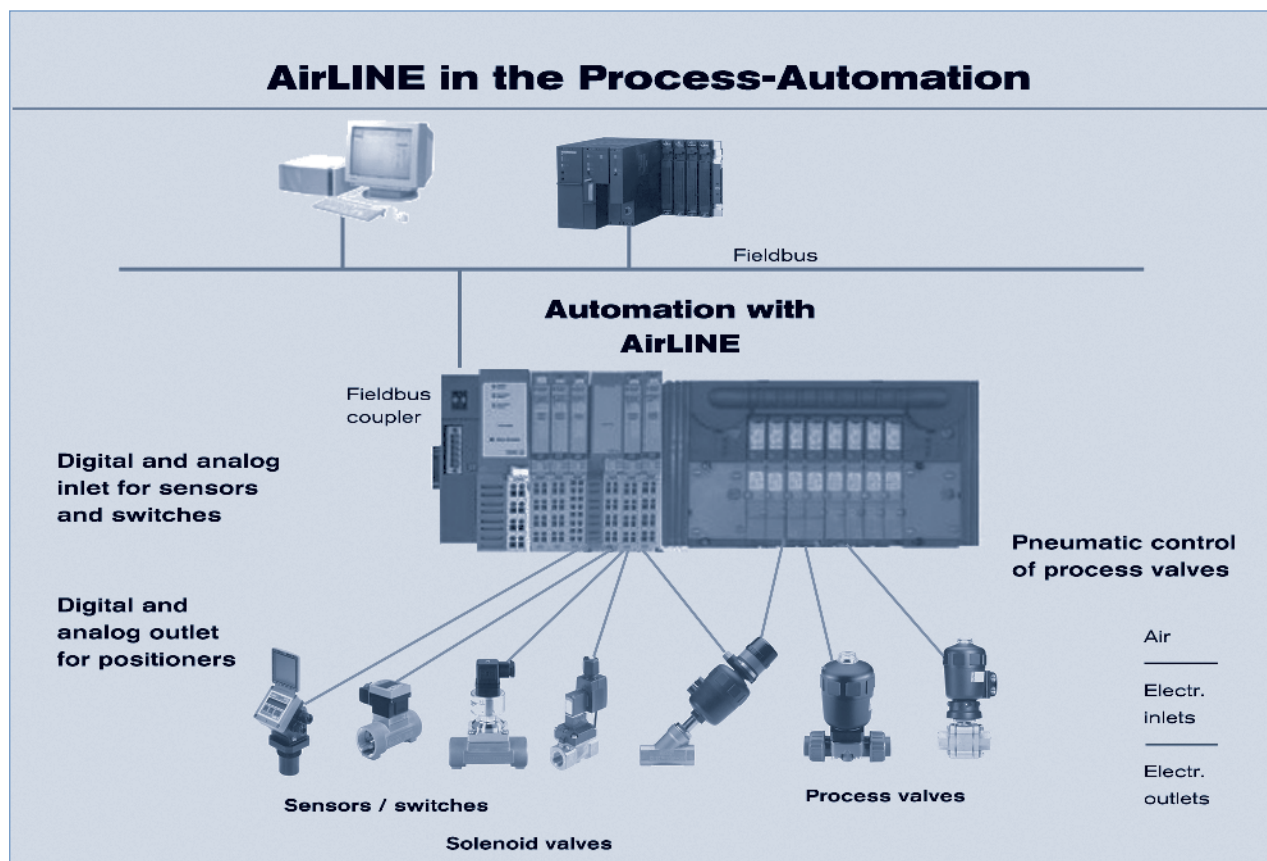 AirLINE in the Process-Automation
Fieldbus
Automation with
AirLINE
Fieldbus
coupler
Digital and analog
inlet for sensors
and switches
Pneumatic control
of process valves
Digital and
analog outlet
for positioners
Air
Electr.
inlets
Electr.
outlets
Sensors / switches
Process valves
Solenoid valves